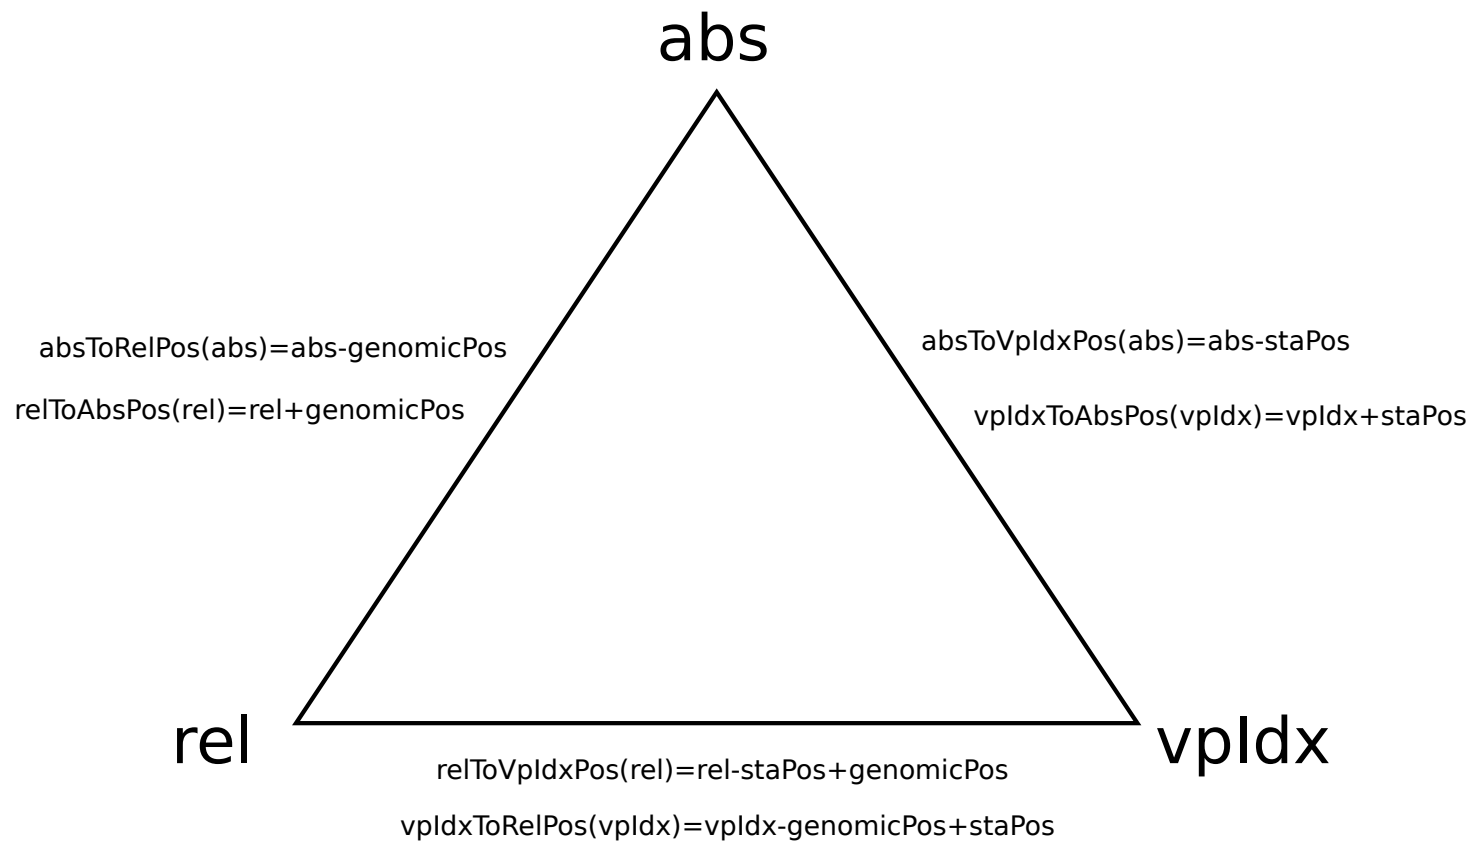 abs
absToRelPos(abs)=abs-genomicPos
absToVpIdxPos(abs)=abs-staPos
relToAbsPos(rel)=rel+genomicPos
vpIdxToAbsPos(vpIdx)=vpIdx+staPos
rel
vpIdx
relToVpIdxPos(rel)=rel-staPos+genomicPos
vpIdxToRelPos(vpIdx)=vpIdx-genomicPos+staPos